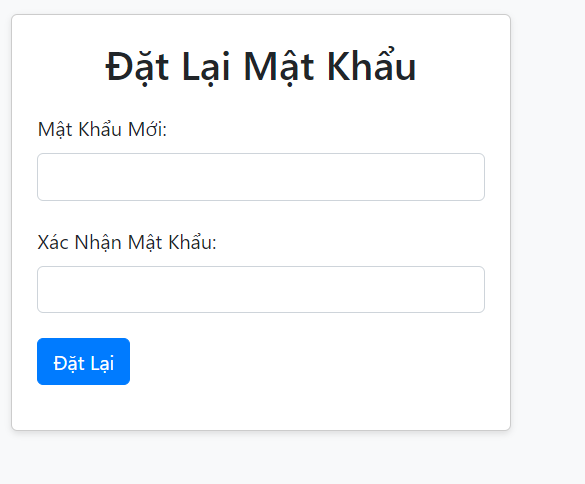 Đặt Lại Mật Khẩu
Mật Khẩu Mới:
Xác Nhận Mật Khẩu:
Đặt Lại